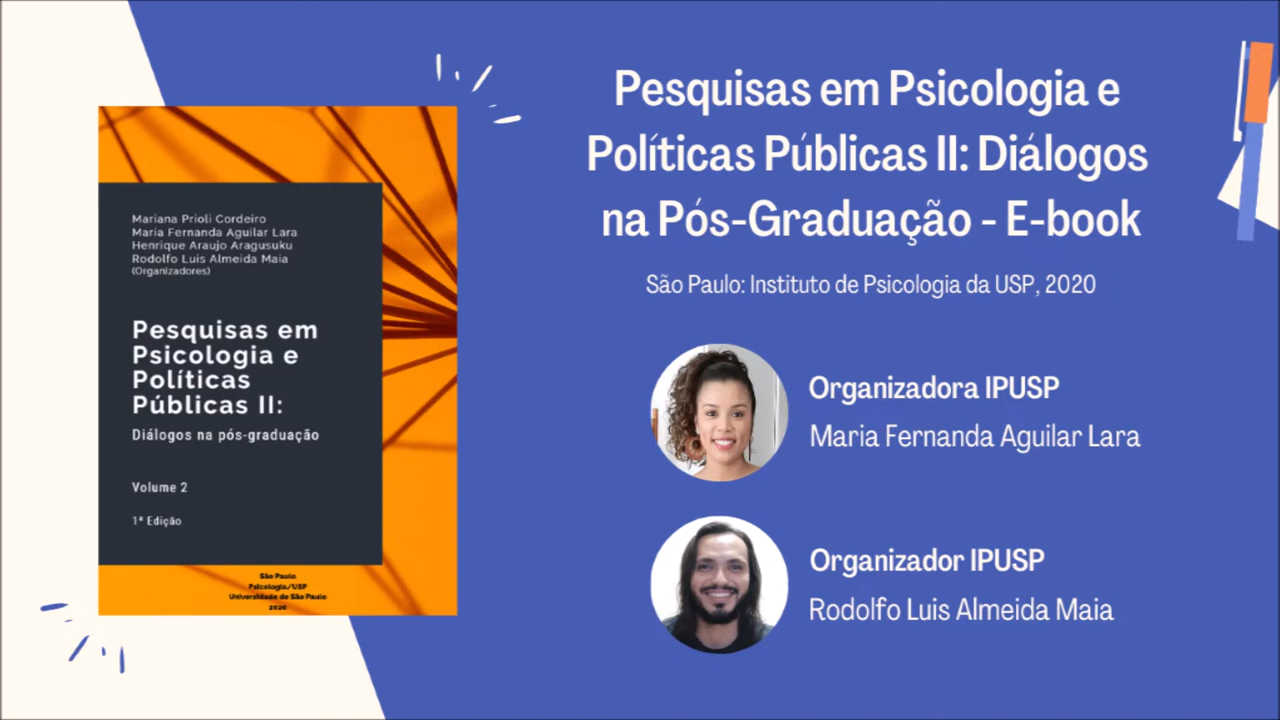 Mariana Prioli Cordeiro
Maria Fernanda Aguilar Lara
Henrique Araujo Aragusuku
Rodolfo Luis Almeida Maia
(Organizadores)
Pesquisas em
Psicologia e
Políticas
Públicas II:
Diálogos na pós-graduação
Volume 2
1ª Edição
São Paulo
Psicologia/USP
Universidade de São Paulo
2020
Pesquisas em Psicologia e
Políticas Públicas II: Diálogos
na Pós-Graduação - E-book
São Paulo: Instituto de Psicologia da USP, 2020
Organizadora IPUSP
Maria Fernanda Aguilar Lara
Organizador IPUSP
Rodolfo Luis Almeida Maia